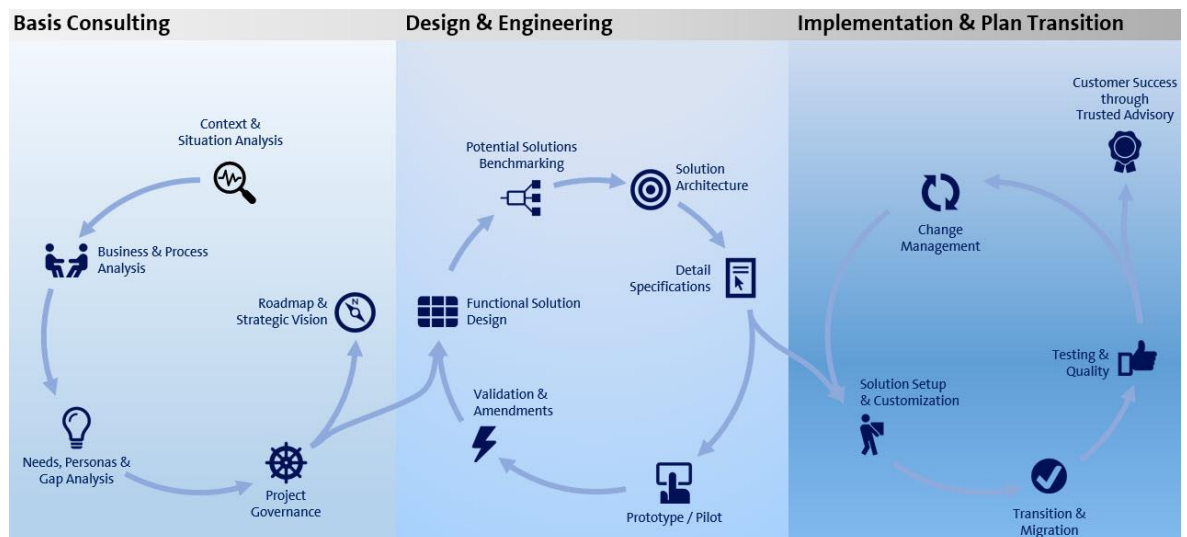 Basis Consulting
Design & Engineering
Implementation & Plan Transition
Context &
Situation Analysis
Business & Process
Analysis
Needs, Personas &
Gap Analysis
Project
Governance
Roadmap &
Strategic Vision
N
Functional Solution
Design
Potential Solutions
Benchmarking
Solution
Architecture
Detail
Specifications
Prototype / Pilot
Validation &
Amendments
Solution Setup
& Customization
Transition &
Migration
Testing &
Quality
Change
Management
Customer Success
through
Trusted Advisory